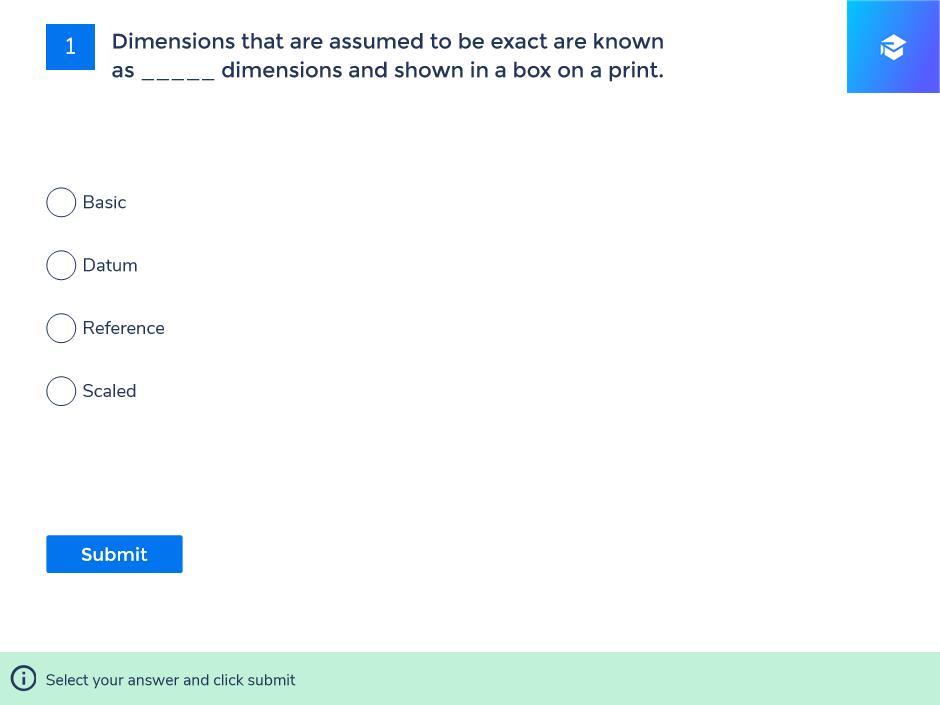 1
Dimensions that are assumed to be exact are known
as _____ dimensions and shown in a box on a print.
Basic
Datum
Reference
Scaled
Submit
Select your answer and click submit